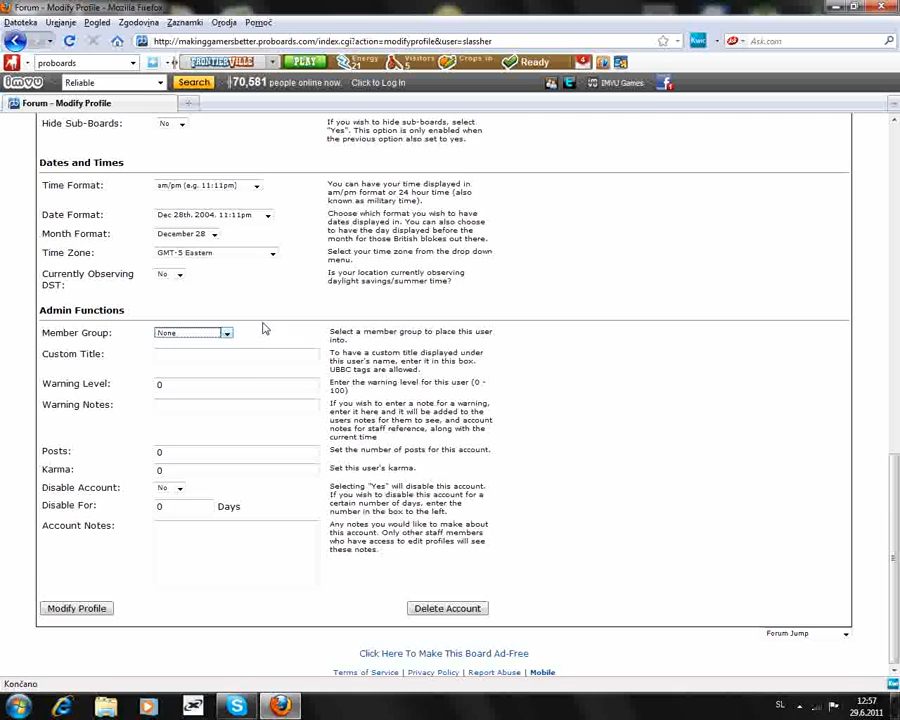 Forum - Modify Profile - Mozilla Firefox
Datoteka Urejanje Pogled Zgodovina Zaznamki Orodja Pomoč
http://makinggamersbetter.proboards.com/index.cgi?action=modifyprofile&user=slassher
Kwic
Ask.com
proboards
FRONTIERVILLE PLAY Energy 21 Visitors 5 Crops in 0 Ready 4
imvu Reliable Search 70,581 people online now. Click to Log In IMVU Games
Forum - Modify Profile
Hide Sub-Boards: No
If you wish to hide sub-boards, select
"Yes". This option is only enabled when
the previous option also set to yes.
Dates and Times
Time Format: am/pm (e.g. 11:11pm)
You can have your time displayed in
am/pm format or 24 hour time (also
known as military time).
Date Format: Dec 28th, 2004, 11:11pm
Choose which format you wish to have
dates displayed in. You can also choose
to have the day displayed before the
month for those British blokes out there.
Month Format: December 28
Time Zone: GMT-5 Eastern
Select your time zone from the drop down
menu.
Currently Observing
DST: No
Is your location currently observing
daylight savings/summer time?
Admin Functions
Member Group: None
Select a member group to place this user
into.
Custom Title:
To have a custom title displayed under
this user's name, enter it in this box.
UBBC tags are allowed.
Warning Level: 0
Enter the warning level for this user (0 -
100)
Warning Notes:
If you wish to enter a note for a warning,
enter it here and it will be added to the
users notes for them to see, and account
notes for staff reference, along with the
current time
Posts: 0
Set the number of posts for this account.
Karma: 0
Set this user's karma.
Disable Account: No
Selecting "Yes" will disable this account.
If you wish to disable this account for a
certain number of days, enter the
number in the box to the left.
Disable For: 0 Days
Account Notes:
Any notes you would like to make about
this account. Only other staff members
who have access to edit profiles will see
these notes.
Modify Profile Delete Account
Forum Jump
Click Here To Make This Board Ad-Free
Terms of Service | Privacy Policy | Report Abuse | Mobile
Končano
SL
12:57
29.6.2011